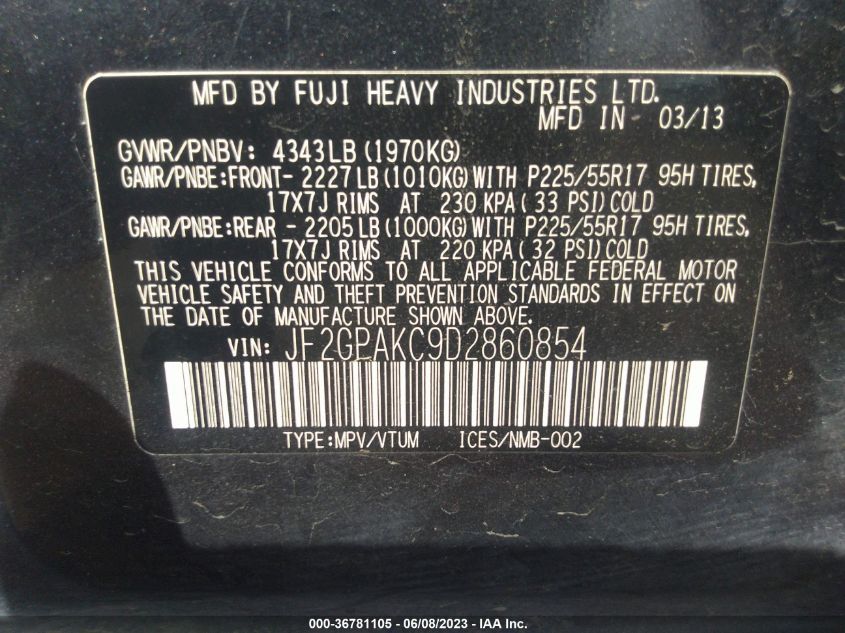 MFD BY FUJI HEAVY INDUSTRIES LTD.
MFD IN 03/13
GVWR/PNBV: 4343LB(1970KG)
GAWR/PNBE:FRONT- 2227LB(1010KG)WITH P225/55R17 95H TIRES,
17X7J RIMS AT 230 KPA( 33 PSI)COLD
GAWR/PNBE:REAR - 2205LB(1000KG)WITH P225/55R17 95H TIRES,
17X7J RIMS AT 220 KPA( 32 PSI)COLD
THIS VEHICLE CONFORMS TO ALL APPLICABLE FEDERAL MOTOR
VEHICLE SAFETY AND THEFT PREVENTION STANDARDS IN EFFECT ON
THE DATE OF MANUFACTURE SHOWN ABOVE.
VIN: JF2GPAKC9D2860854
TYPE:MPV/VTUM ICES/NMB-002
000-36781105 - 06/08/2023 - IAA Inc.